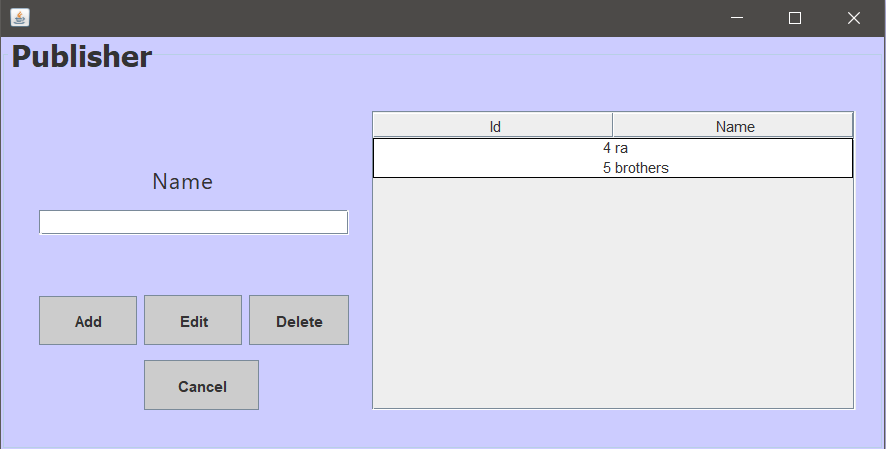 Publisher
Name
Add Edit Delete
Cancel
Id Name
4 ra
5 brothers